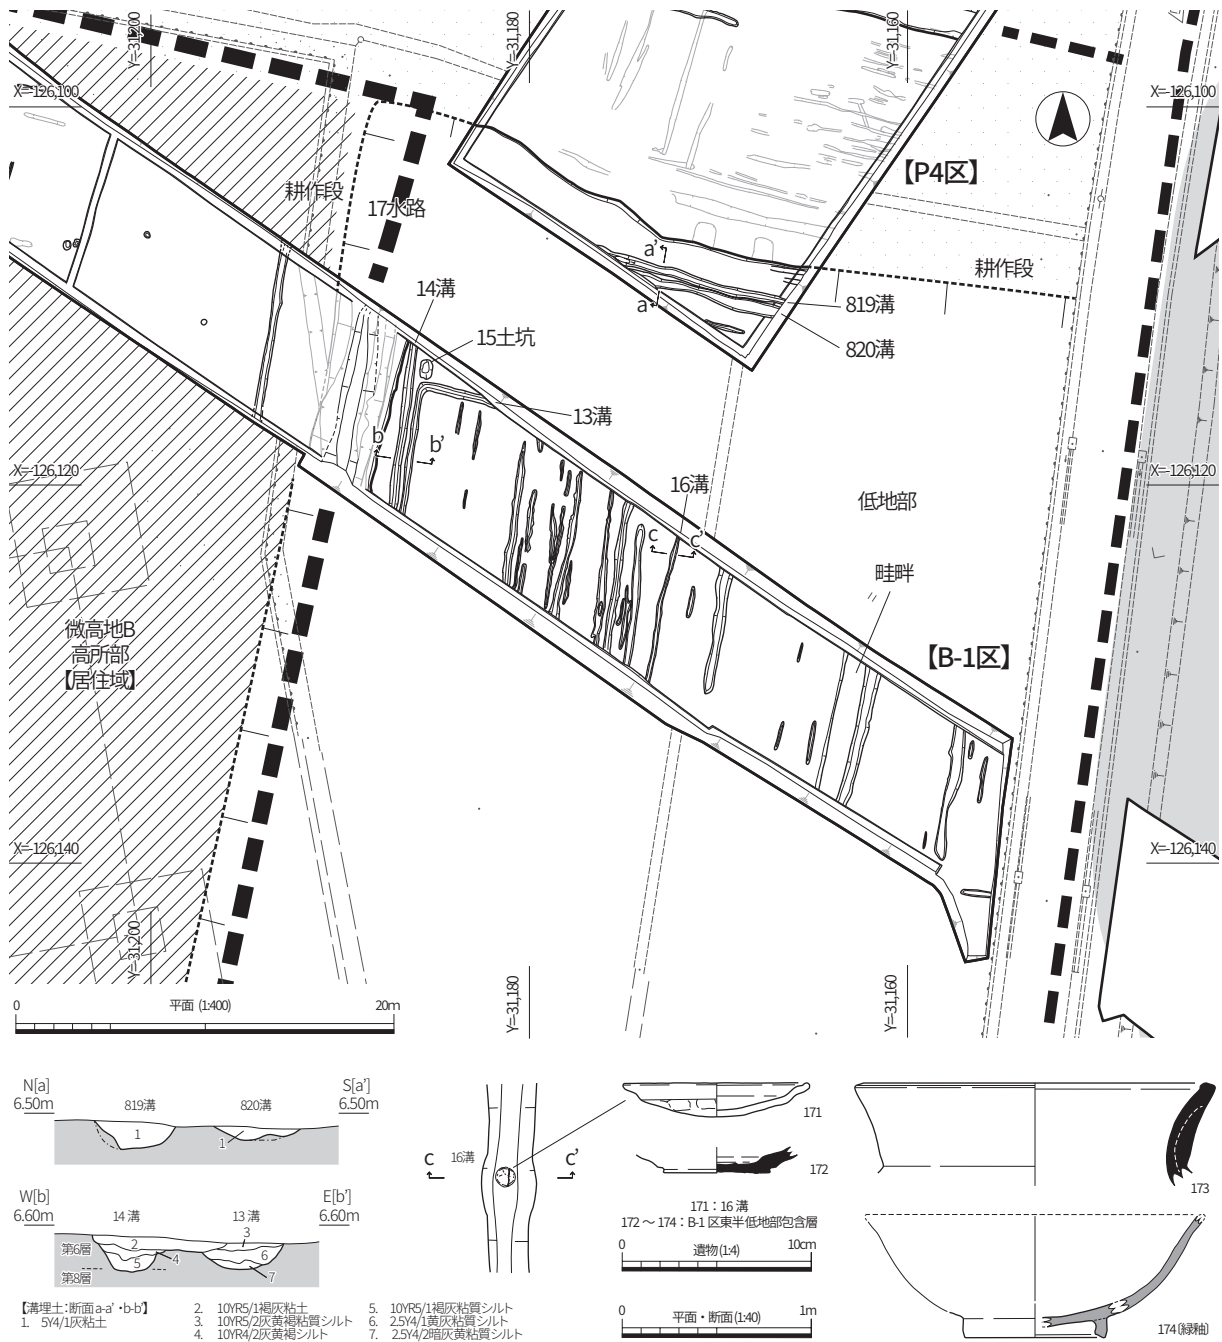 Y=-31,200
Y=-31,180
Y=-31,160
X=-126,100
X=-126,100
【P4区】
耕作段
17水路
a'
耕作段
14溝
a
819溝
15土坑
820溝
13溝
b
b'
X=-126,120
X=-126,120
16溝
低地部
c
c'
畦畔
微高地B
高所部
【居住域】
【B-1区】
X=-126,140
X=-126,140
Y=-31,200
Y=-31,180
Y=-31,160
0 平面 (1:400) 20m
N[a] S[a']
6.50m 819溝 820溝 6.50m
1
1
W[b] E[b']
6.60m 14溝 13溝 6.60m
3
第6層 2 4 6
5
第8層 7
【溝埋土：断面a-a'・b-b'】
1. 5Y4/1灰粘土
2. 10YR5/1褐灰粘土
3. 10YR5/2灰黄褐粘質シルト
4. 10YR4/2灰黄褐シルト
5. 10YR5/1褐灰粘質シルト
6. 2.5Y4/1黄灰粘質シルト
7. 2.5Y4/2暗灰黄粘質シルト
c 16溝 c'
171
172
171：16溝
172～174：B-1区東半低地部包含層
0 遺物(1:4) 10cm
0 平面・断面(1:40) 1m
173
174〔緑釉〕